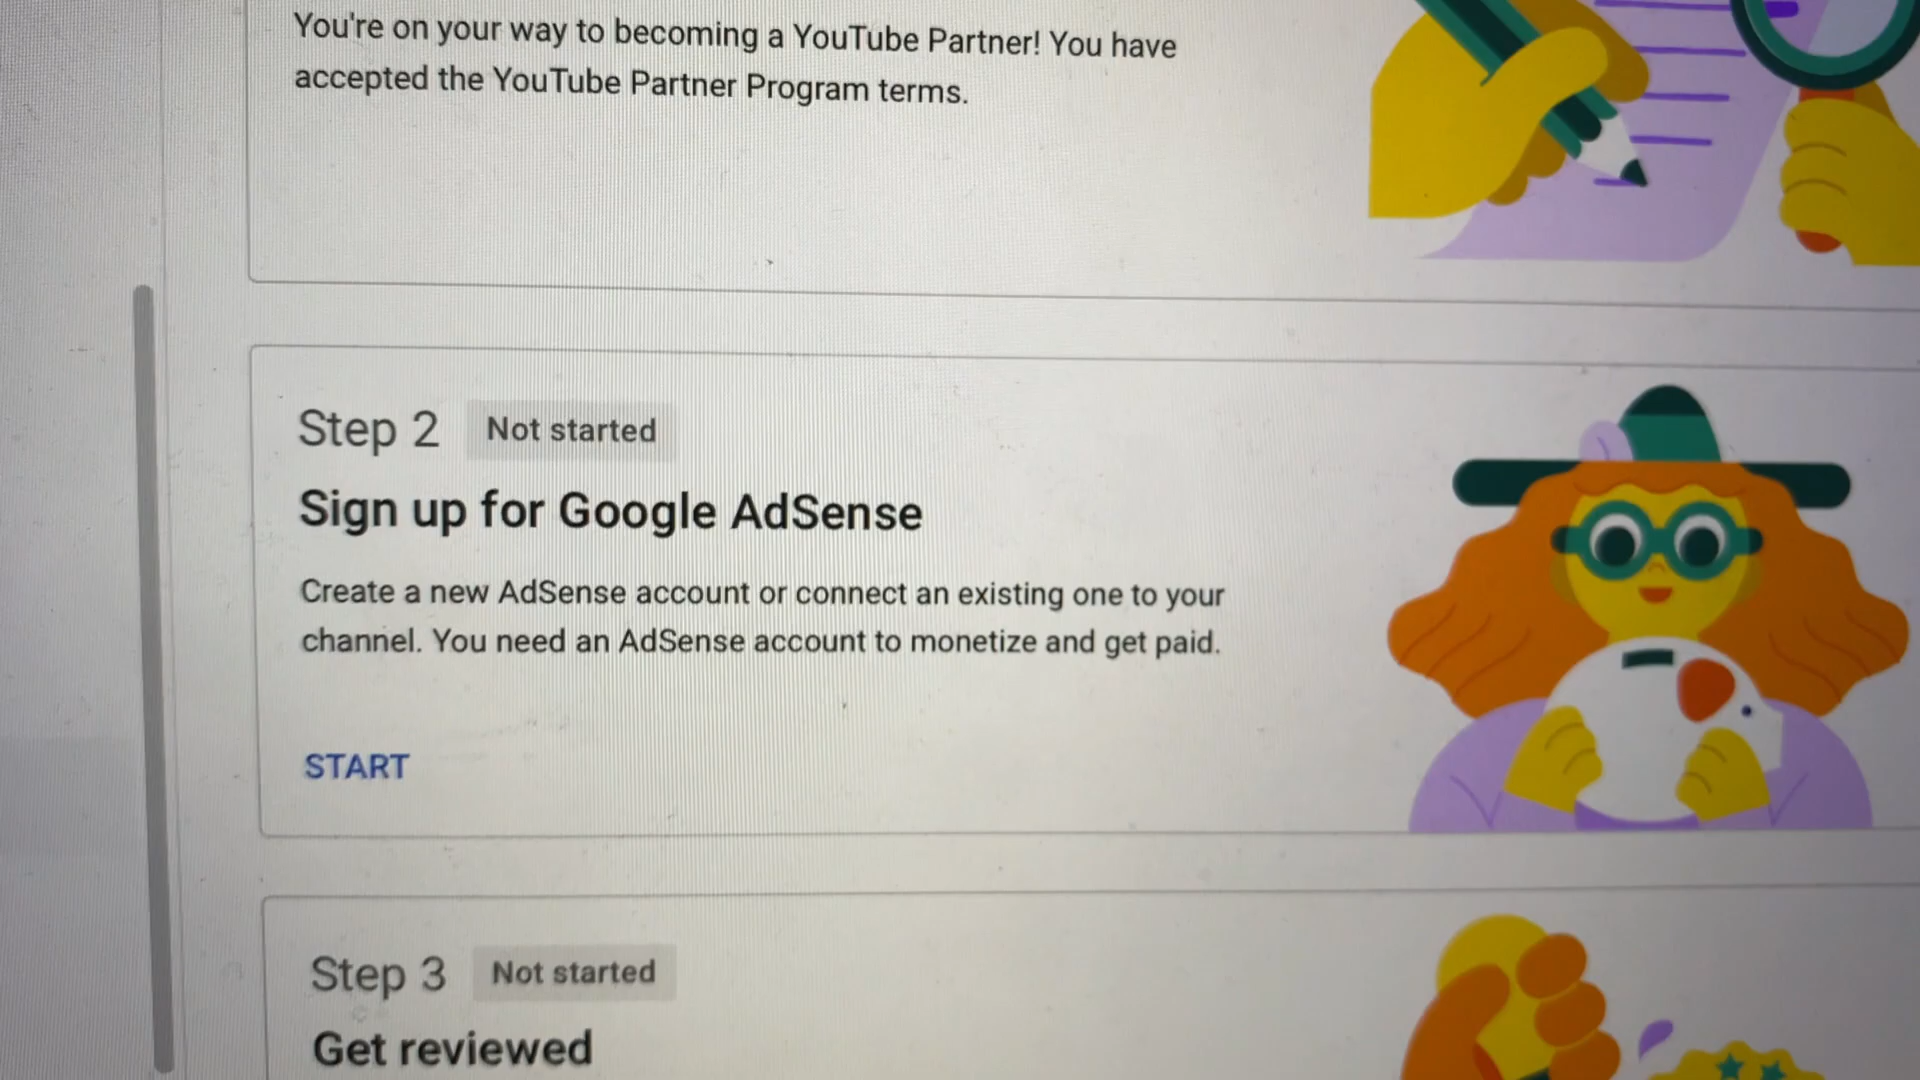 You're on your way to becoming a YouTube Partner! You have
accepted the YouTube Partner Program terms.
Step 2 Not started
Sign up for Google AdSense
Create a new AdSense account or connect an existing one to your
channel. You need an AdSense account to monetize and get paid.
START
Step 3 Not started
Get reviewed